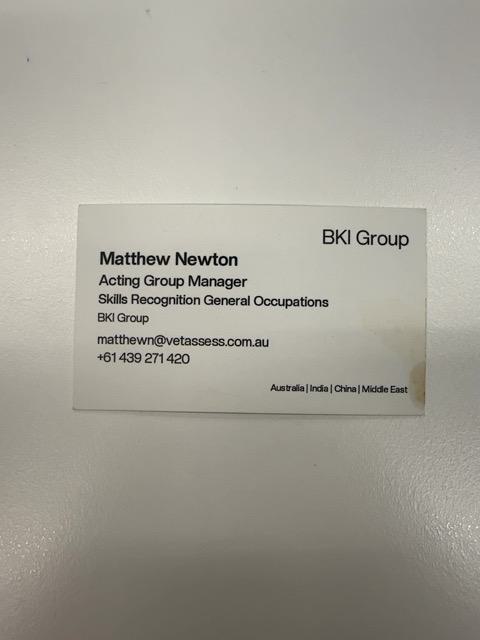 BKI Group
Matthew Newton
Acting Group Manager
Skills Recognition General Occupations
BKI Group
matthewn@vetassess.com.au
+61 439 271 420
Australia | India | China | Middle East